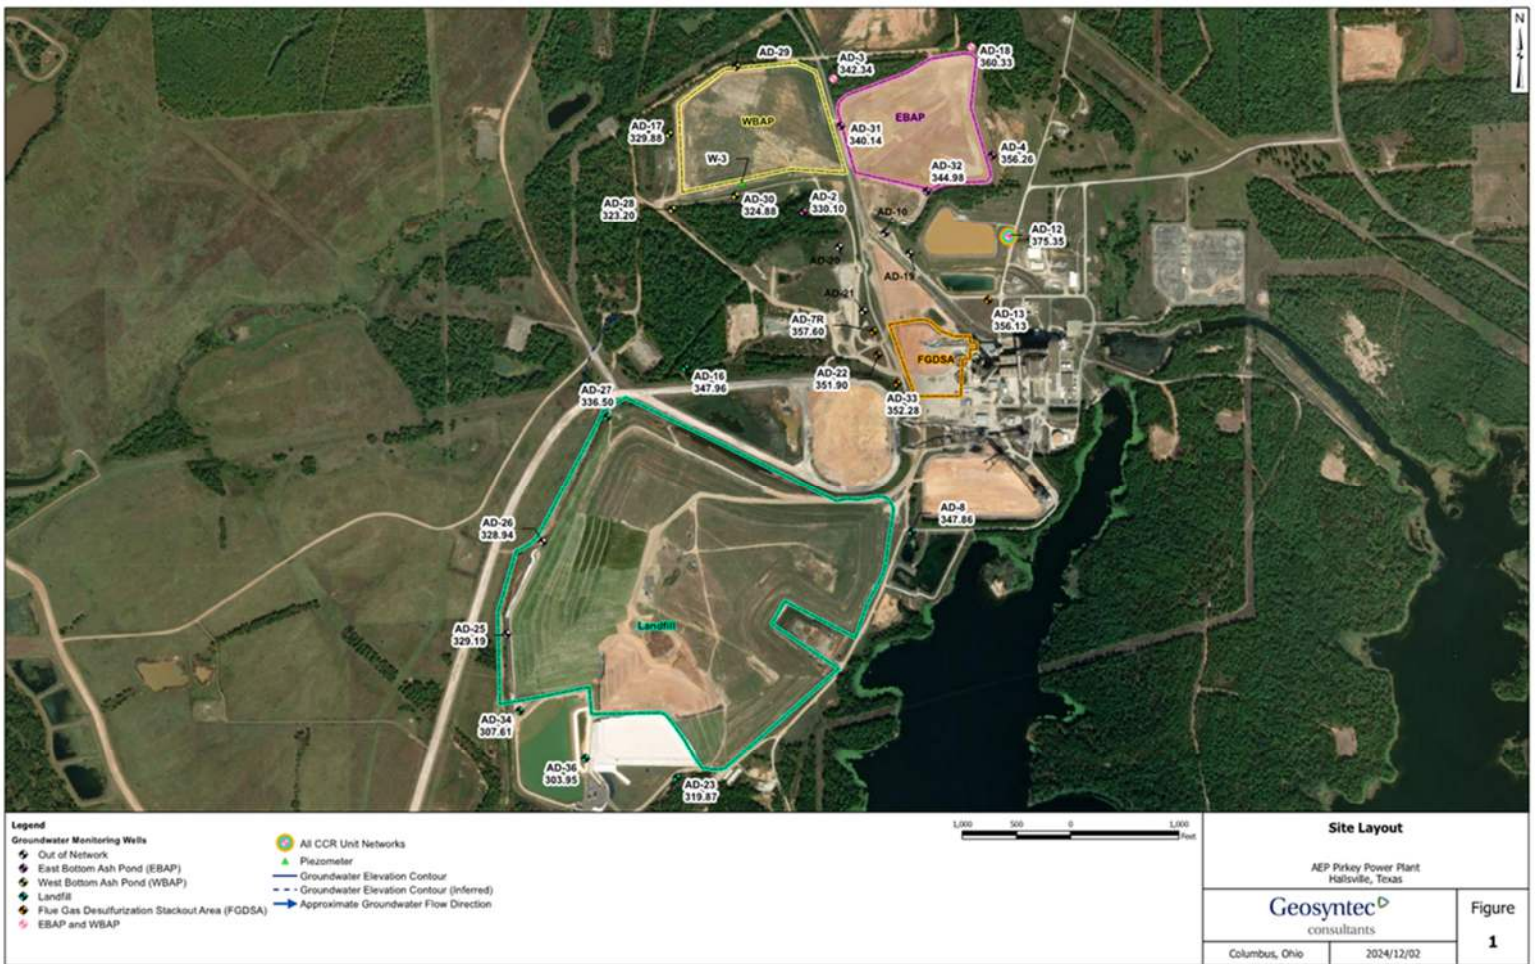 N
AD-29
AD-3
342.34
AD-18
360.33
WBAP
EBAP
AD-17
329.88
AD-31
340.14
AD-4
356.26
W-3
AD-32
344.98
AD-28
323.20
AD-30
324.88
AD-2
330.10
AD-10
AD-12
375.35
AD-20
AD-19
AD-21
AD-7R
357.60
AD-13
356.13
FGDSA
AD-22
351.90
AD-16
347.96
AD-27
336.50
AD-33
352.28
AD-26
328.94
AD-8
347.86
AD-25
329.19
Landfill
AD-34
307.61
AD-36
303.95
AD-23
319.87
Legend
Groundwater Monitoring Wells
Out of Network
East Bottom Ash Pond (EBAP)
West Bottom Ash Pond (WBAP)
Landfill
Flue Gas Desulfurization Stackout Area (FGDSA)
EBAP and WBAP
All CCR Unit Networks
Piezometer
Groundwater Elevation Contour
Groundwater Elevation Contour (Inferred)
Approximate Groundwater Flow Direction
1,000 500 0 1,000
Feet
Site Layout
AEP Pirkey Power Plant
Hallsville, Texas
Geosyntec
consultants
Figure
1
Columbus, Ohio 2024/12/02